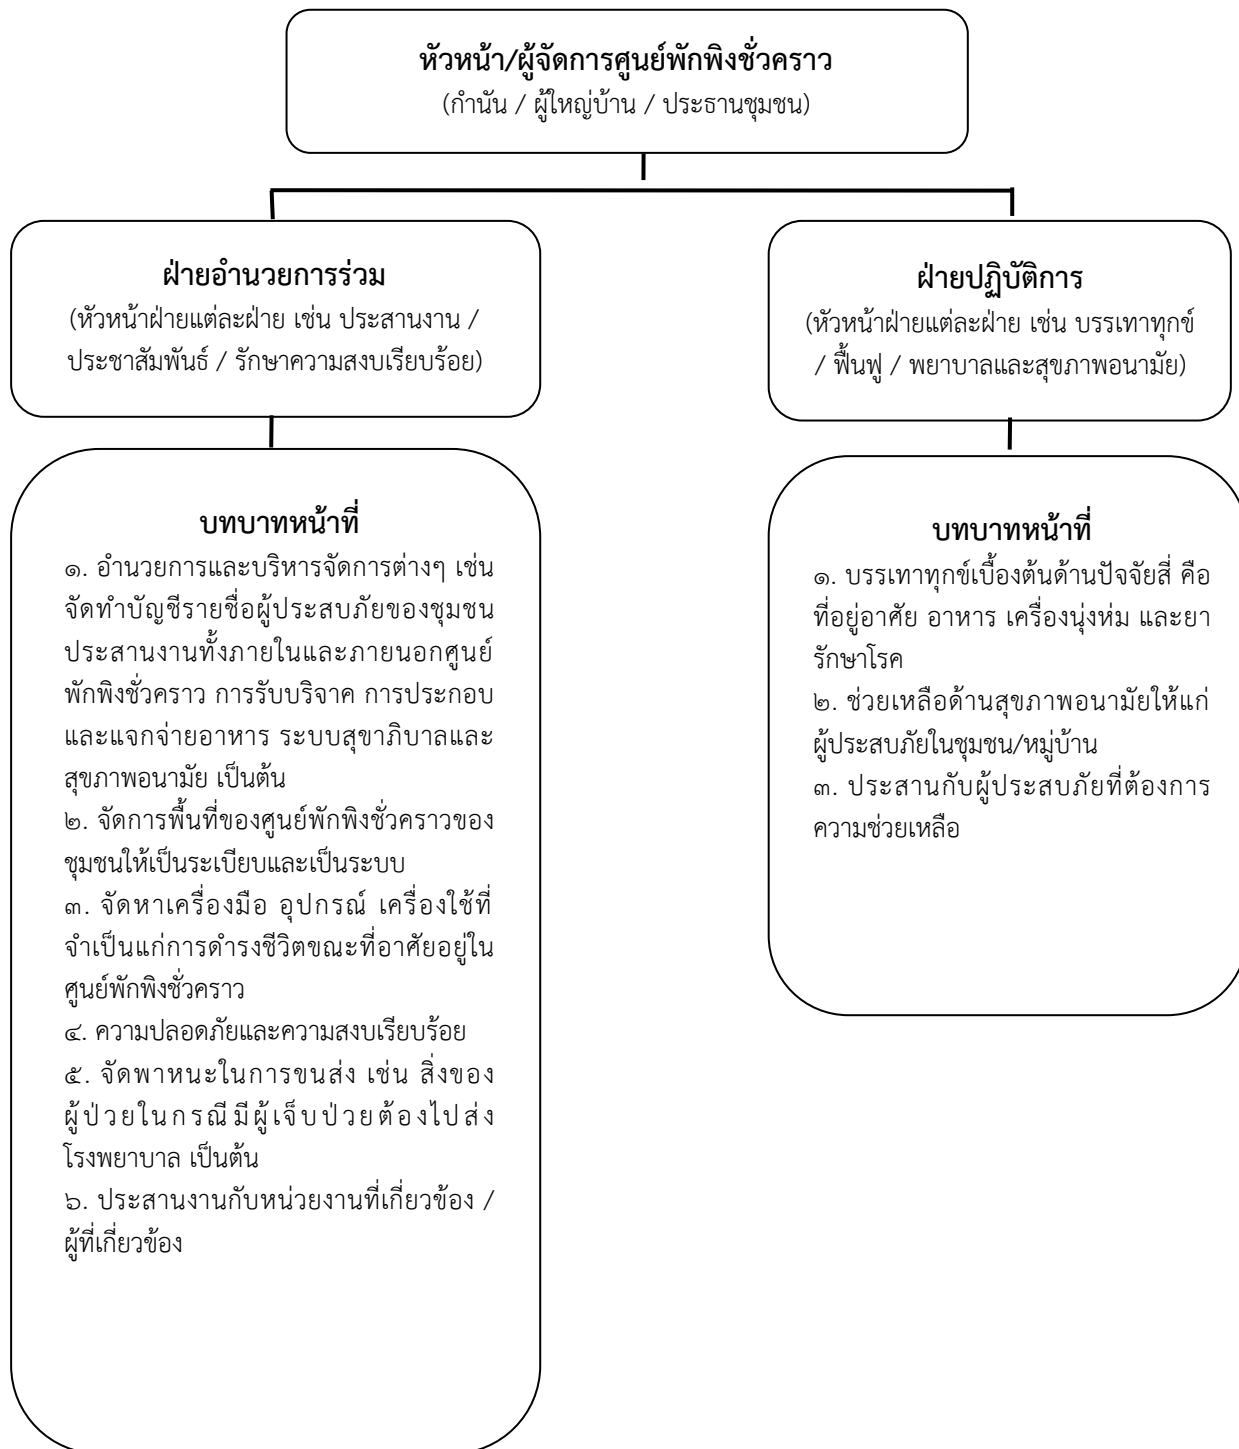 หัวหน้า/ผู้จัดการศูนย์พักพิงชั่วคราว
(กำนัน / ผู้ใหญ่บ้าน / ประธานชุมชน)
ฝ่ายอำนวยการร่วม
(หัวหน้าฝ่ายแต่ละฝ่าย เช่น ประสานงาน /
ประชาสัมพันธ์ / รักษาความสงบเรียบร้อย)
ฝ่ายปฏิบัติการ
(หัวหน้าฝ่ายแต่ละฝ่าย เช่น บรรเทาทุกข์
/ ฟื้นฟู / พยาบาลและสุขภาพอนามัย)
บทบาทหน้าที่
๑. อำนวยการและบริหารจัดการต่างๆ เช่น
จัดทำบัญชีรายชื่อผู้ประสบภัยของชุมชน
ประสานงานทั้งภายในและภายนอกศูนย์
พักพิงชั่วคราว การรับบริจาค การประกอบ
และแจกจ่ายอาหาร ระบบสุขาภิบาลและ
สุขภาพอนามัย เป็นต้น
๒. จัดการพื้นที่ของศูนย์พักพิงชั่วคราวของ
ชุมชนให้เป็นระเบียบและเป็นระบบ
๓. จัดหาเครื่องมือ อุปกรณ์ เครื่องใช้ที่
จำเป็นแก่การดำรงชีวิตขณะที่อาศัยอยู่ใน
ศูนย์พักพิงชั่วคราว
๔. ความปลอดภัยและความสงบเรียบร้อย
๕. จัดพาหนะในการขนส่ง เช่น สิ่งของ
ผู้ป่วยในกรณีมีผู้เจ็บป่วยต้องไปส่ง
โรงพยาบาล เป็นต้น
๖. ประสานงานกับหน่วยงานที่เกี่ยวข้อง /
ผู้ที่เกี่ยวข้อง
บทบาทหน้าที่
๑. บรรเทาทุกข์เบื้องต้นด้านปัจจัยสี่ คือ
ที่อยู่อาศัย อาหาร เครื่องนุ่งห่ม และยา
รักษาโรค
๒. ช่วยเหลือด้านสุขภาพอนามัยให้แก่
ผู้ประสบภัยในชุมชน/หมู่บ้าน
๓. ประสานกับผู้ประสบภัยที่ต้องการ
ความช่วยเหลือ